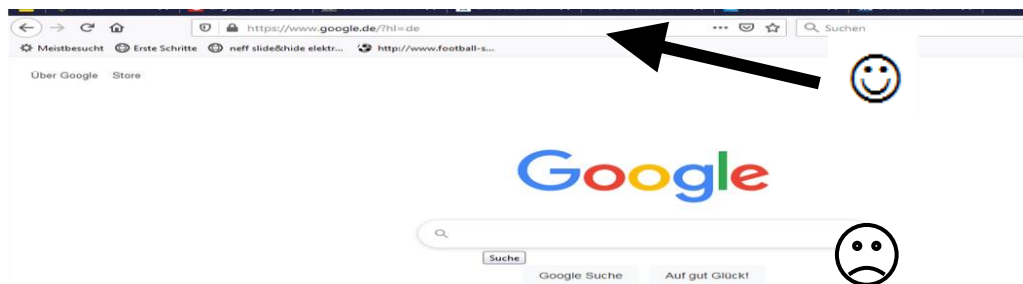 https://www.google.de/?hl=de Suchen
Meistbesucht Erste Schritte neff slide&hide elektr... http://www.football-s...
Über Google Store
Google
Suche
Google Suche Auf gut Glück!